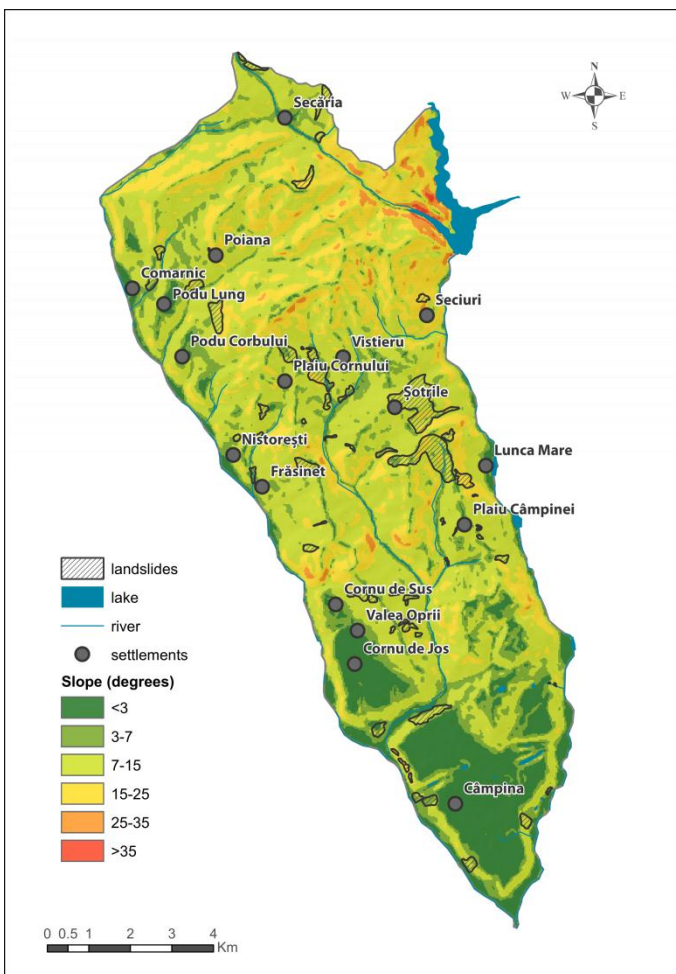 N
W E
S
Secăria
Poiana
Comarnic
Podu Lung
Seciuri
Podu Corbului
Vistieru
Plaiu Cornului
Șotrile
Nistorești
Lunca Mare
Frăsinet
Plaiu Câmpinei
Cornu de Sus
Valea Oprii
Cornu de Jos
Câmpina
landslides
lake
river
settlements
Slope (degrees)
<3
3-7
7-15
15-25
25-35
>35
0 0.5 1 2 3 4
Km